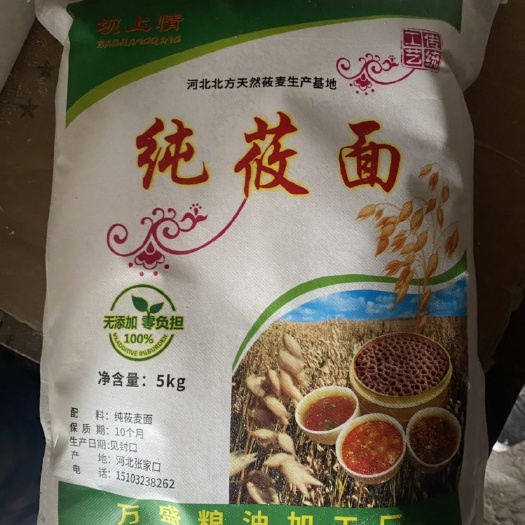 坝上情
BASHANGQING
传统工艺
河北北方天然莜麦生产基地
纯莜面
无添加 零负担
100%
净含量：5kg
配 料：纯莜麦面
保 质 期：10个月
生产日期：见封口
产 地：河北张家口
电 话：15103238262
万盛粮油加工厂